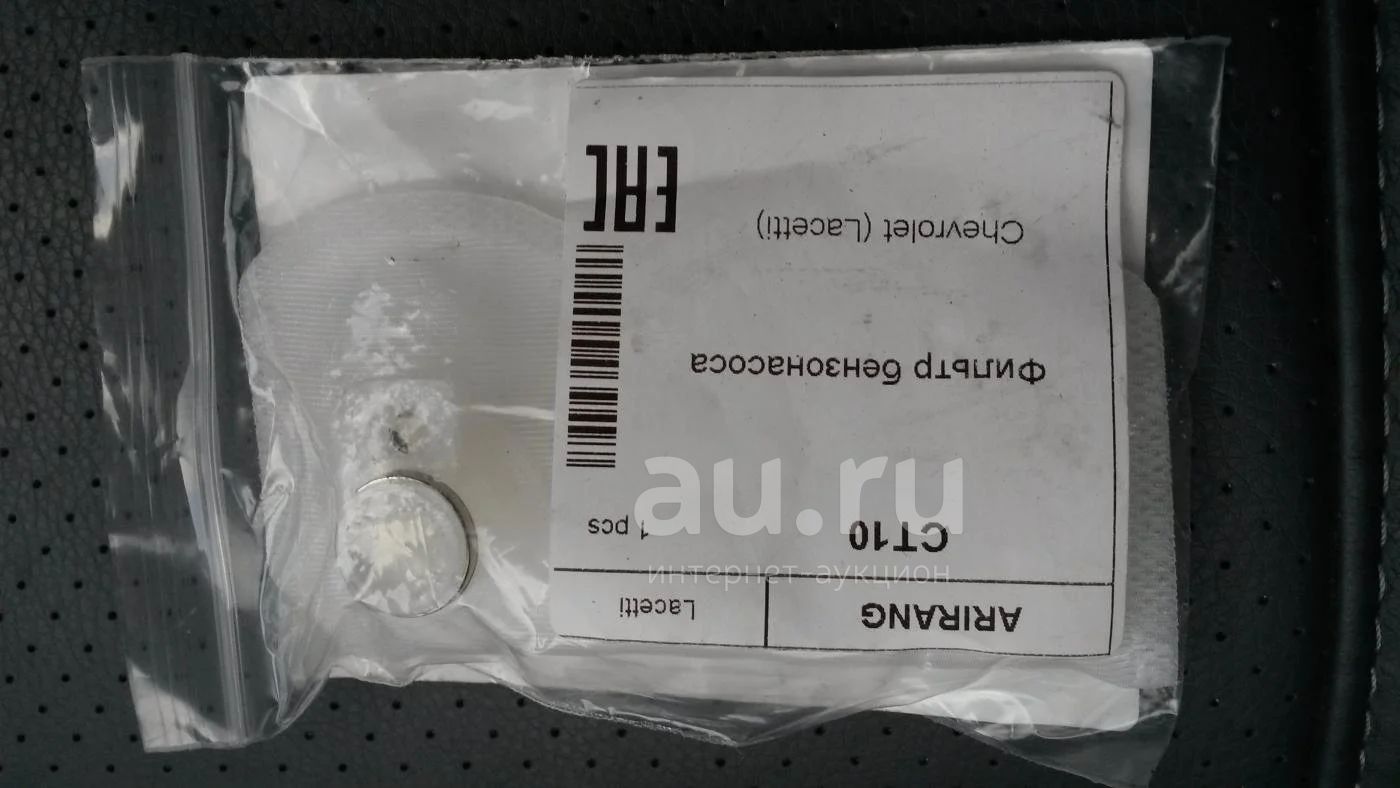 ARIRANG
Lacetti
CT10
1 pcs
Фильтр бензонасоса
Chevrolet (Lacetti)
EAC
au.ru
интернет-аукцион